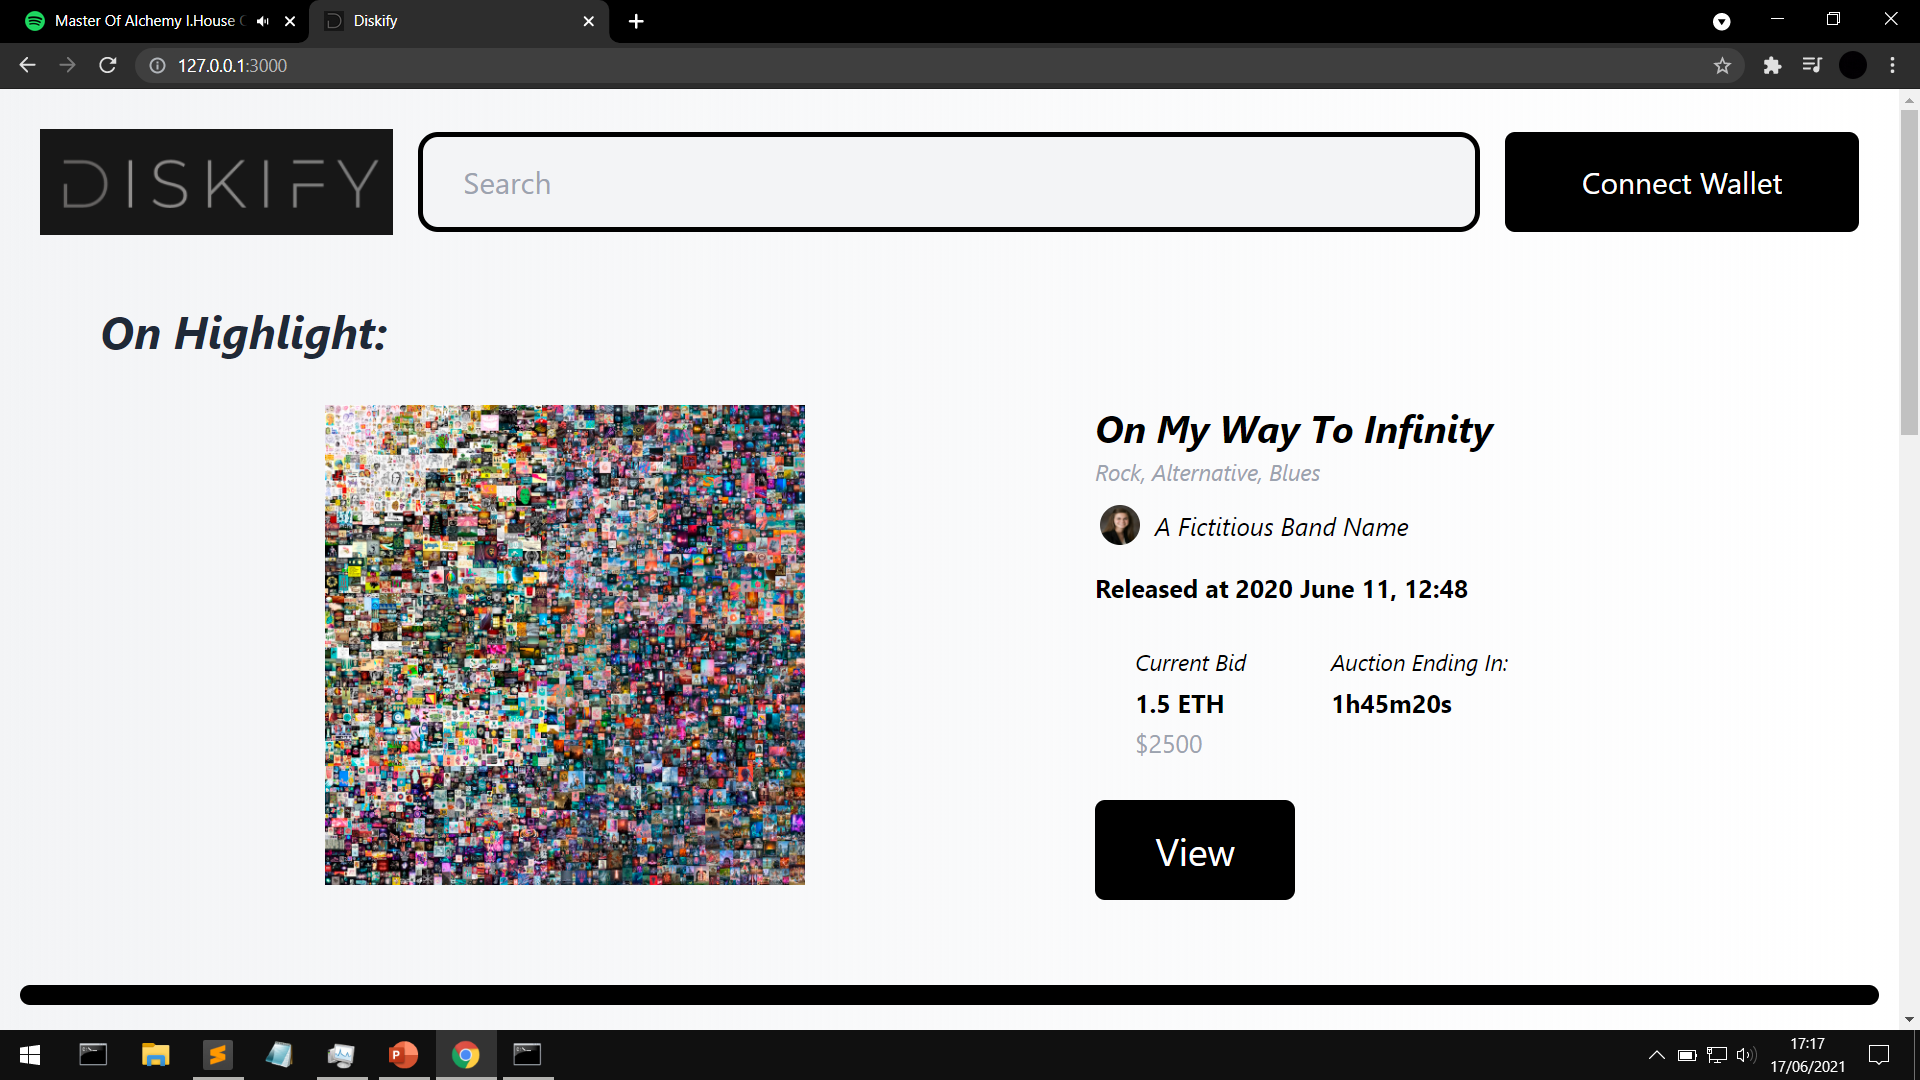 Master Of Alchemy I.House
Diskify
127.0.0.1:3000
DISKIFY
Search
Connect Wallet
On Highlight:
On My Way To Infinity
Rock, Alternative, Blues
A Fictitious Band Name
Released at 2020 June 11, 12:48
Current Bid
Auction Ending In:
1.5 ETH
1h45m20s
$2500
View
17:17
17/06/2021